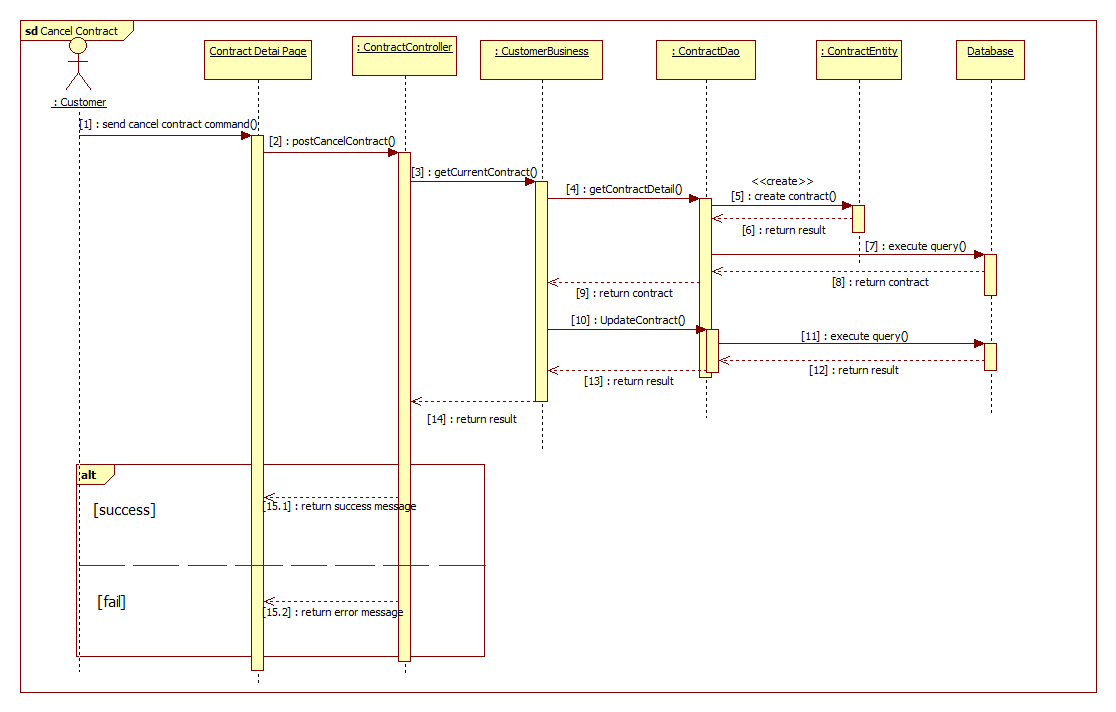 sd Cancel Contract
: Customer
Contract Detai Page
: ContractController
: CustomerBusiness
: ContractDao
: ContractEntity
Database
[1] : send cancel contract command()
[2] : postCancelContract()
[3] : getCurrentContract()
[4] : getContractDetail()
<<create>>
[5] : create contract()
[6] : return result
[7] : execute query()
[8] : return contract
[9] : return contract
[10] : UpdateContract()
[11] : execute query()
[12] : return result
[13] : return result
[14] : return result
alt
[success]
[15.1] : return success message
[fail]
[15.2] : return error message